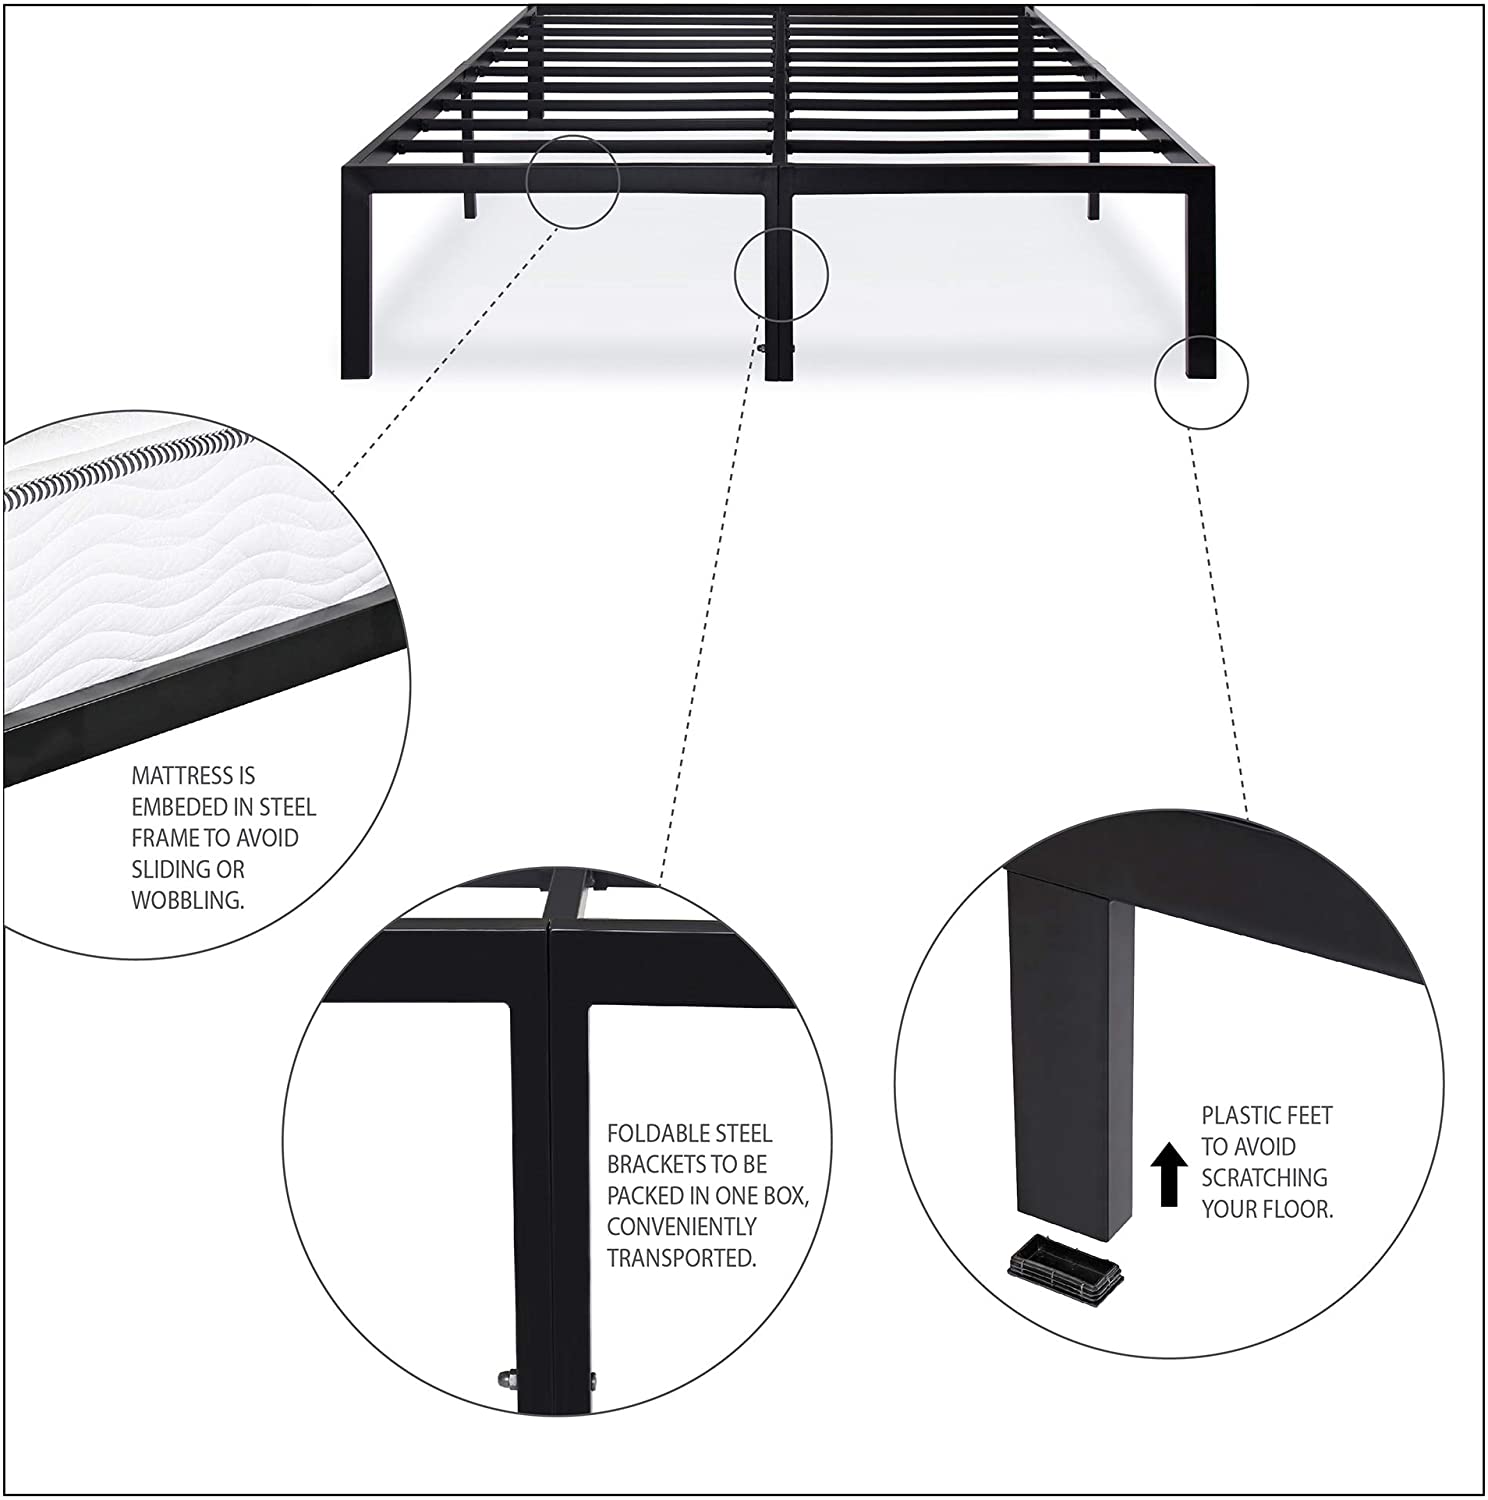 MATTRESS IS
EMBEDED IN STEEL
FRAME TO AVOID
SLIDING OR
WOBBLING.
FOLDABLE STEEL
BRACKETS TO BE
PACKED IN ONE BOX,
CONVENIENTLY
TRANSPORTED.
PLASTIC FEET
TO AVOID
SCRATCHING
YOUR FLOOR.